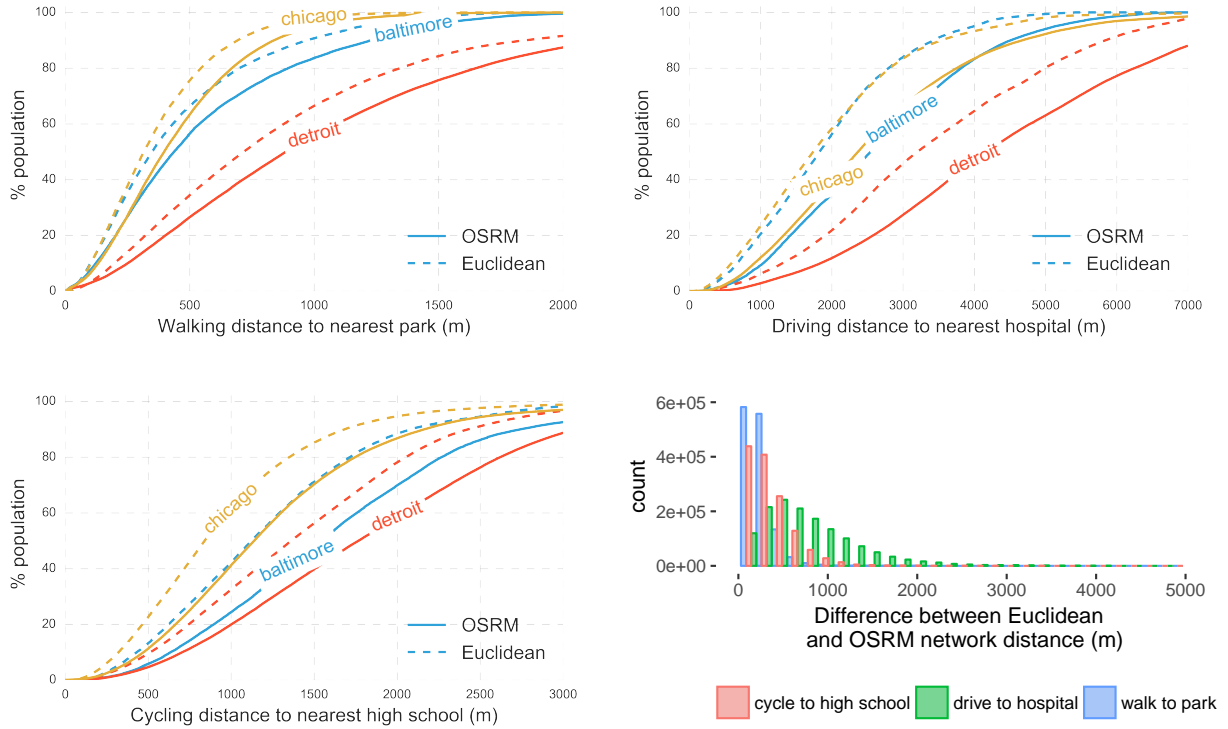 100
80
60
40
20
0
% population
chicago
baltimore
detroit
OSRM
Euclidean
0
500
1000
1500
2000
Walking distance to nearest park (m)
100
80
60
40
20
0
% population
baltimore
chicago
detroit
OSRM
Euclidean
0
1000
2000
3000
4000
5000
6000
7000
Driving distance to nearest hospital (m)
100
80
60
40
20
0
% population
chicago
baltimore
detroit
OSRM
Euclidean
0
500
1000
1500
2000
2500
3000
Cycling distance to nearest high school (m)
6e+05
4e+05
2e+05
0e+00
count
0
1000
2000
3000
4000
5000
Difference between Euclidean
and OSRM network distance (m)
cycle to high school
drive to hospital
walk to park